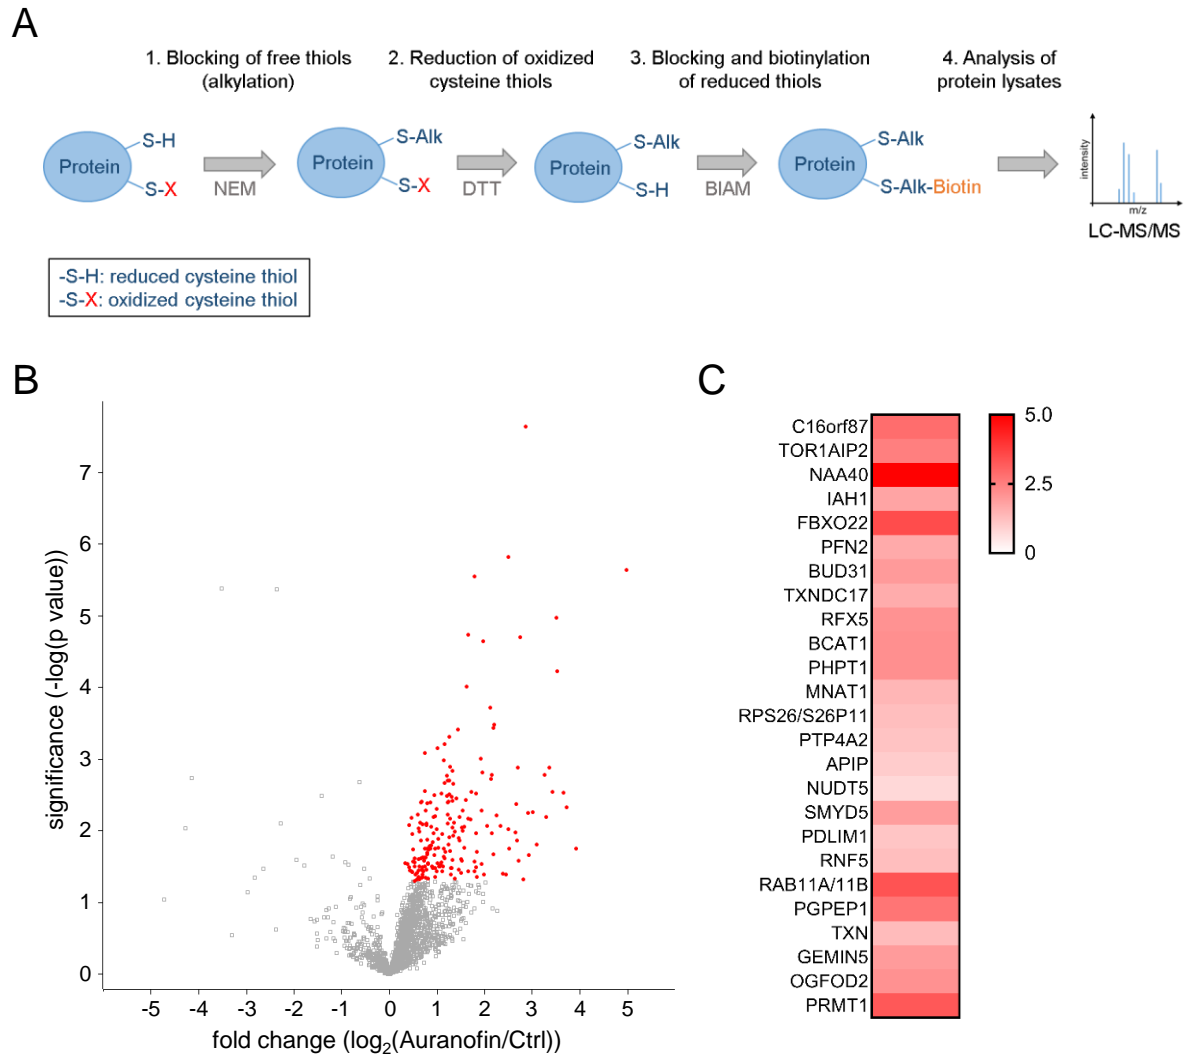 A
1. Blocking of free thiols
(alkylation)
2. Reduction of oxidized
cysteine thiols
3. Blocking and biotinylation
of reduced thiols
4. Analysis of
protein lysates
Protein
S-H
S-X
NEM
Protein
S-Alk
S-X
DTT
Protein
S-Alk
S-H
BIAM
Protein
S-Alk
S-Alk-Biotin
intensity
m/z
LC-MS/MS
-S-H: reduced cysteine thiol
-S-X: oxidized cysteine thiol
B
significance (-log(p value))
7
6
5
4
3
2
1
0
-5 -4 -3 -2 -1 0 1 2 3 4 5
fold change (log2(Auranofin/Ctrl))
C
C16orf87
TOR1AIP2
NAA40
IAH1
FBXO22
PFN2
BUD31
TXNDC17
RFX5
BCAT1
PHPT1
MNAT1
RPS26/S26P11
PTP4A2
APIP
NUDT5
SMYD5
PDLIM1
RNF5
RAB11A/11B
PGPEP1
TXN
GEMIN5
OGFOD2
PRMT1
5.0
2.5
0